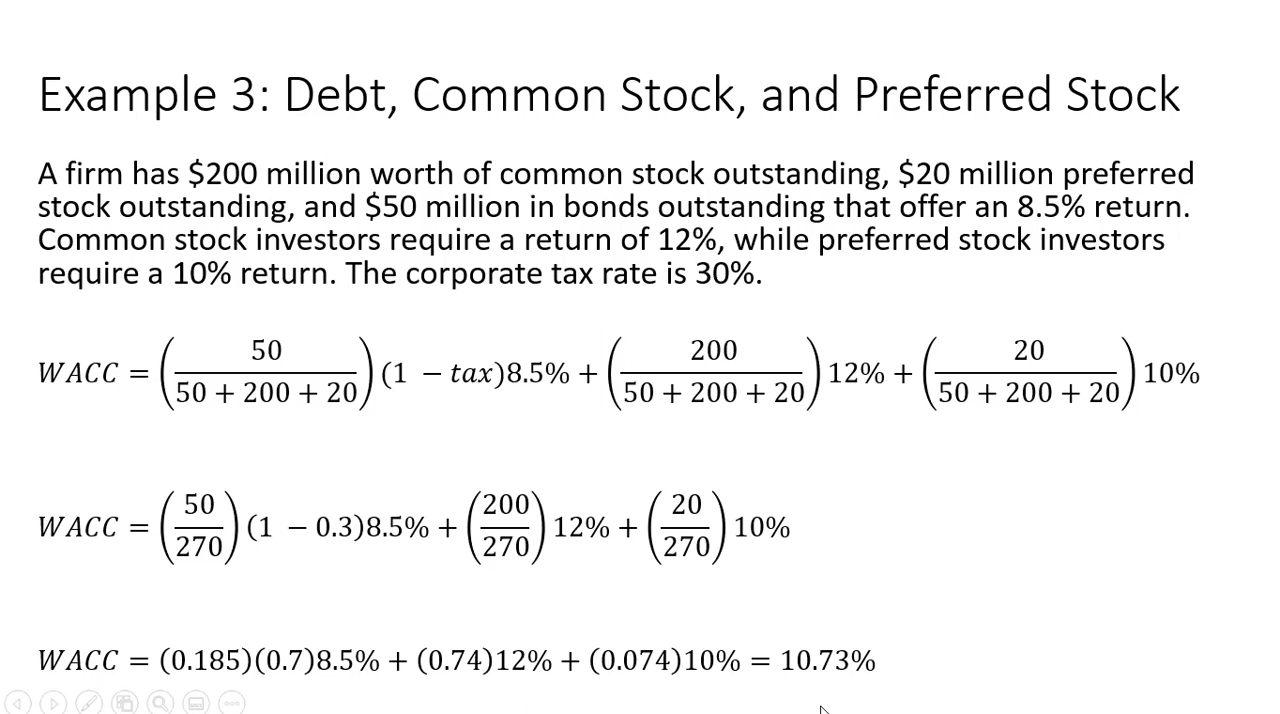 Example 3: Debt, Common Stock, and Preferred Stock
A firm has $200 million worth of common stock outstanding, $20 million preferred
stock outstanding, and $50 million in bonds outstanding that offer an 8.5% return.
Common stock investors require a return of 12%, while preferred stock investors
require a 10% return. The corporate tax rate is 30%.
WACC = (50/(50 + 200 + 20))(1 − tax)8.5% + (200/(50 + 200 + 20))12% + (20/(50 + 200 + 20))10%
WACC = (50/270)(1 − 0.3)8.5% + (200/270)12% + (20/270)10%
WACC = (0.185)(0.7)8.5% + (0.74)12% + (0.074)10% = 10.73%